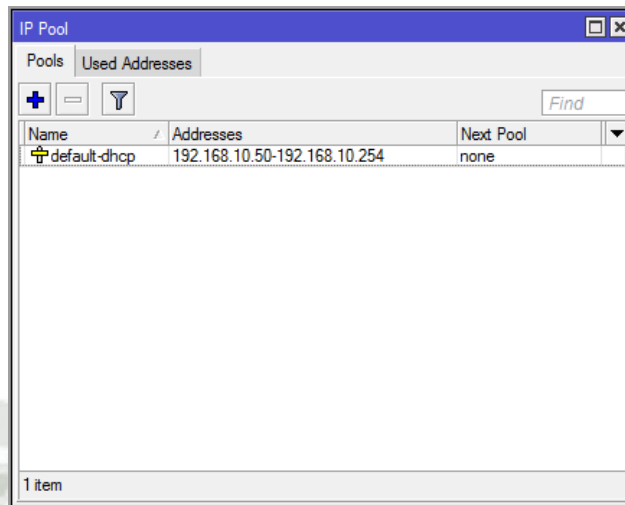 IP Pool
Pools Used Addresses
Find
Name Addresses Next Pool
default-dhcp 192.168.10.50-192.168.10.254 none
1 item